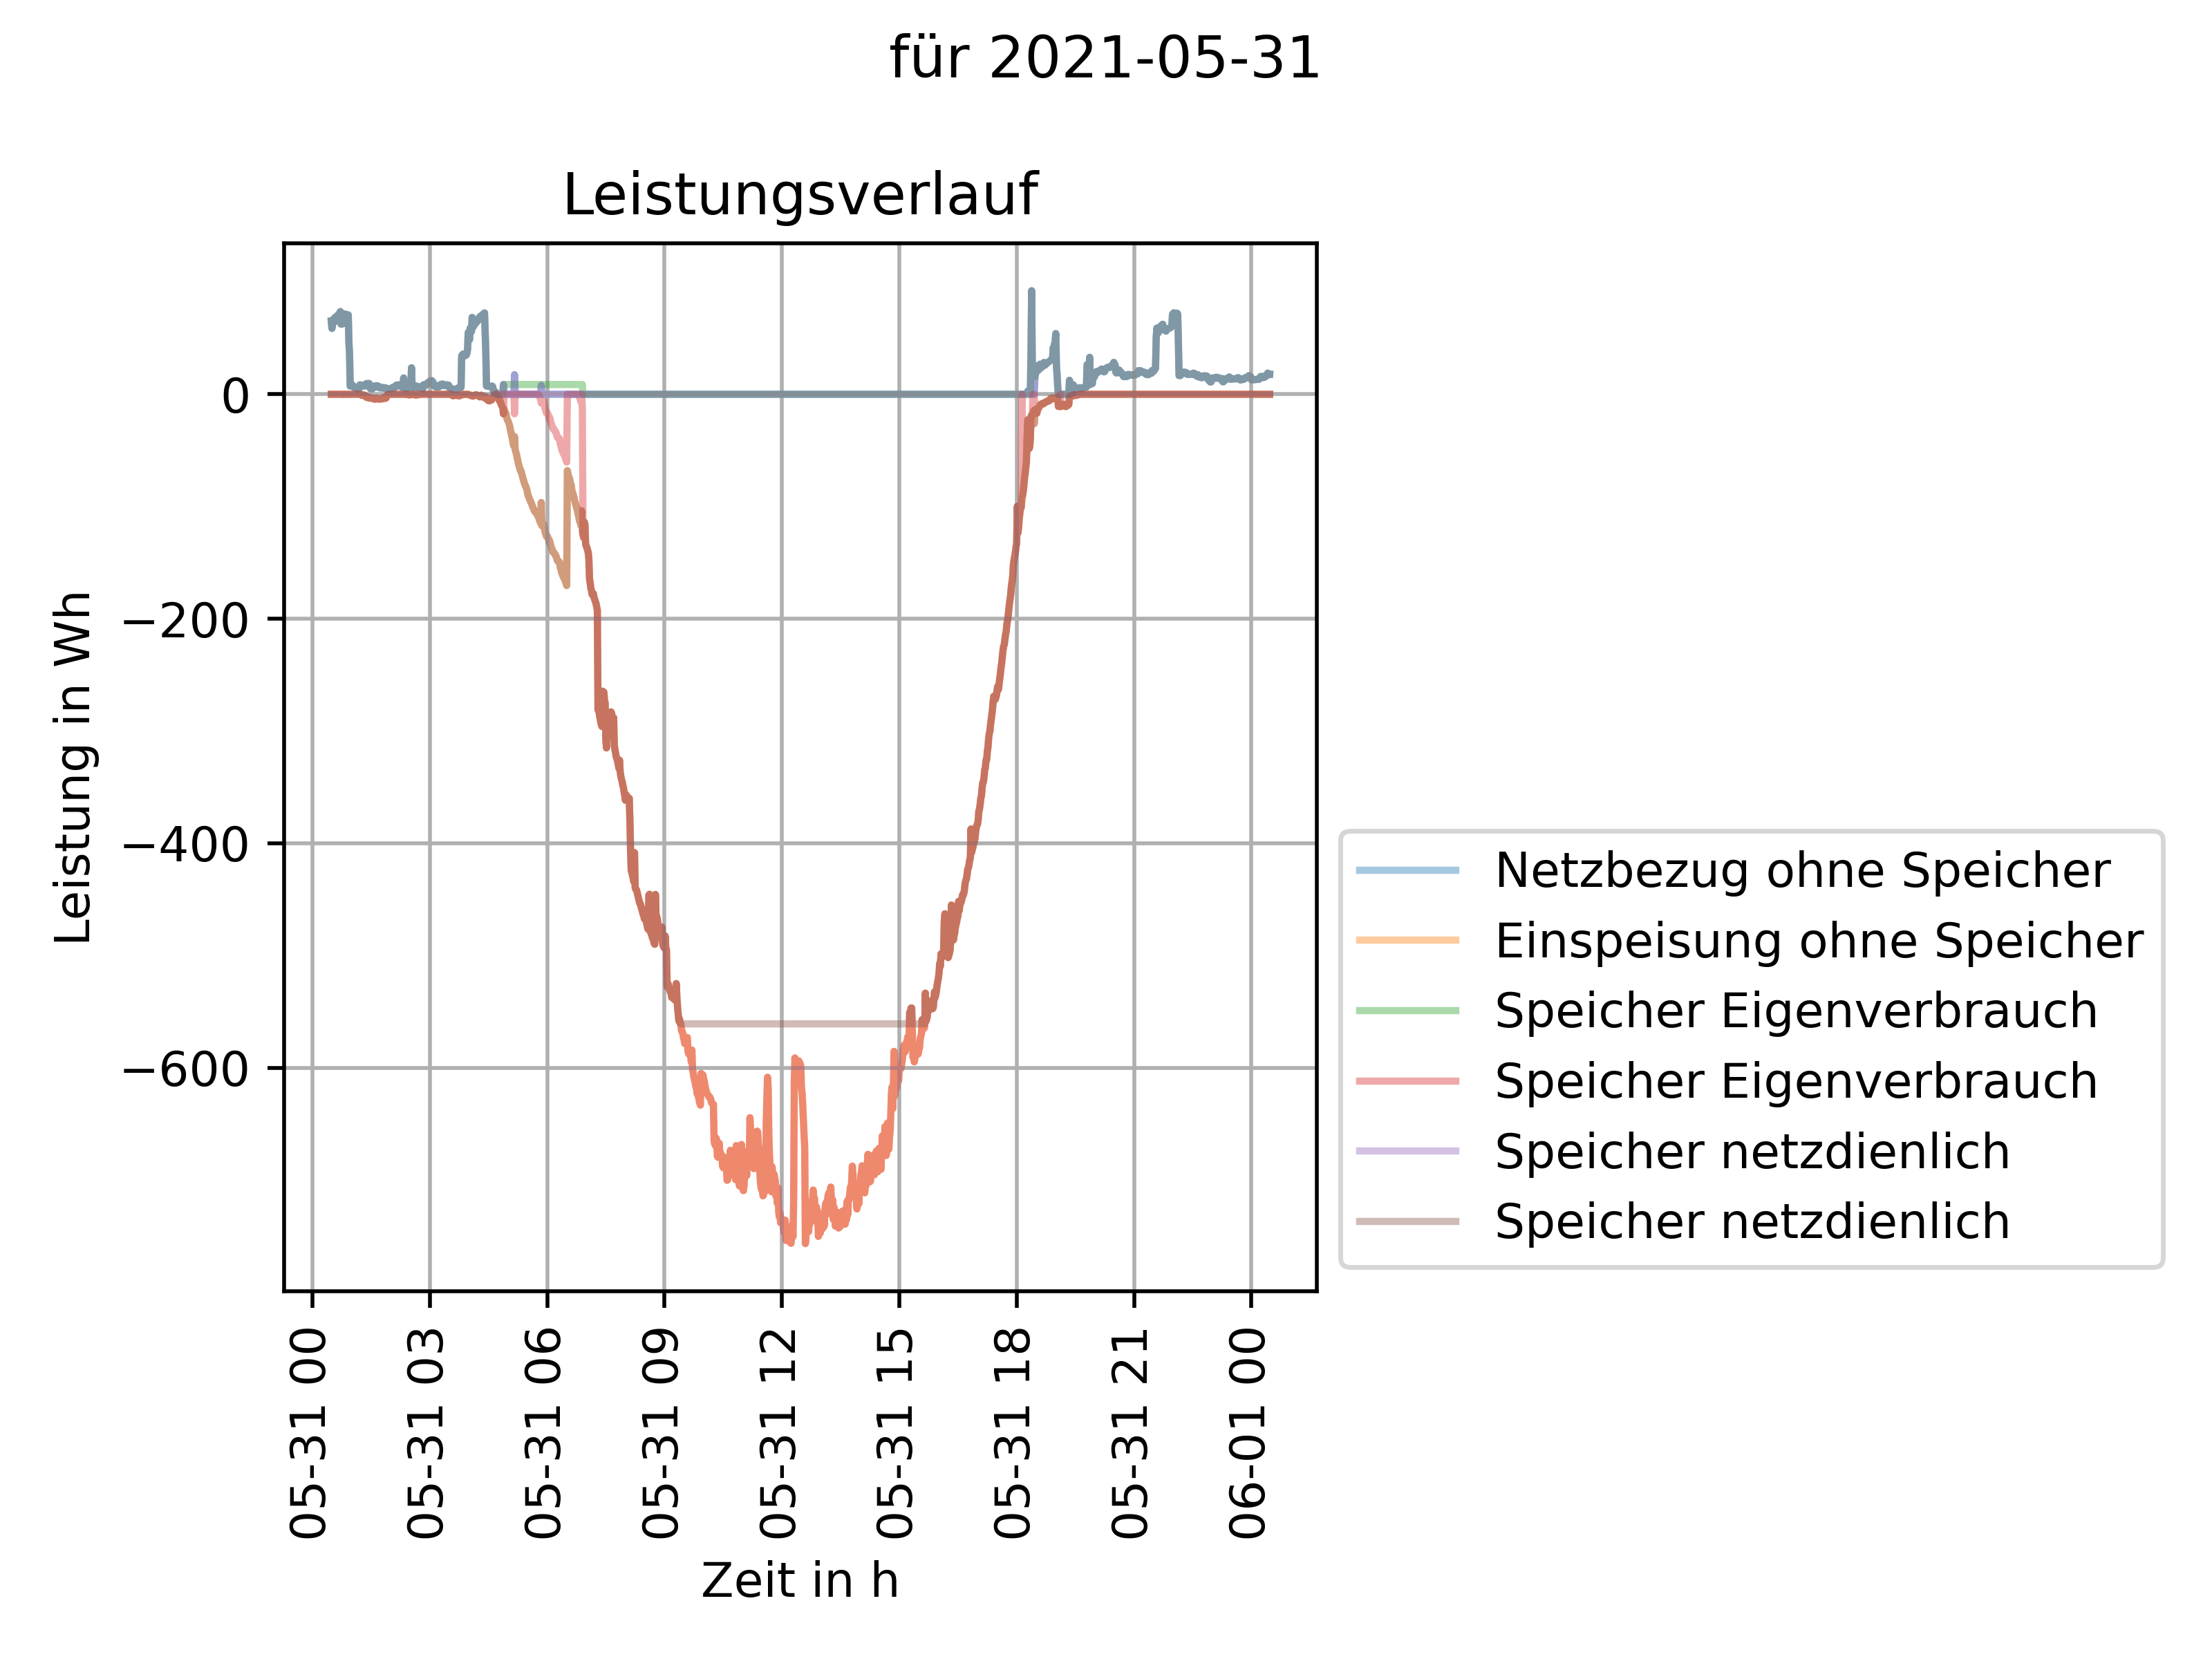 für 2021-05-31
Leistungsverlauf
Leistung in Wh
0
−200
−400
−600
05-31 00
05-31 03
05-31 06
05-31 09
05-31 12
05-31 15
05-31 18
05-31 21
06-01 00
Zeit in h
Netzbezug ohne Speicher
Einspeisung ohne Speicher
Speicher Eigenverbrauch
Speicher Eigenverbrauch
Speicher netzdienlich
Speicher netzdienlich